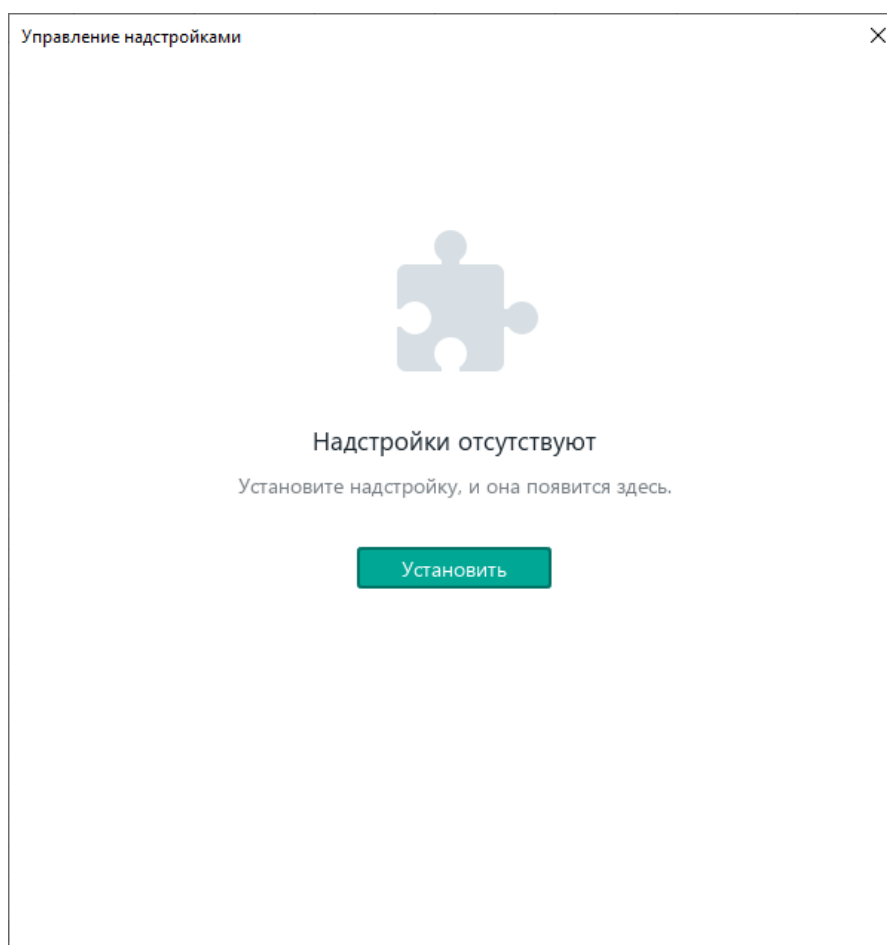 Управление надстройками
Надстройки отсутствуют
Установите надстройку, и она появится здесь.
Установить